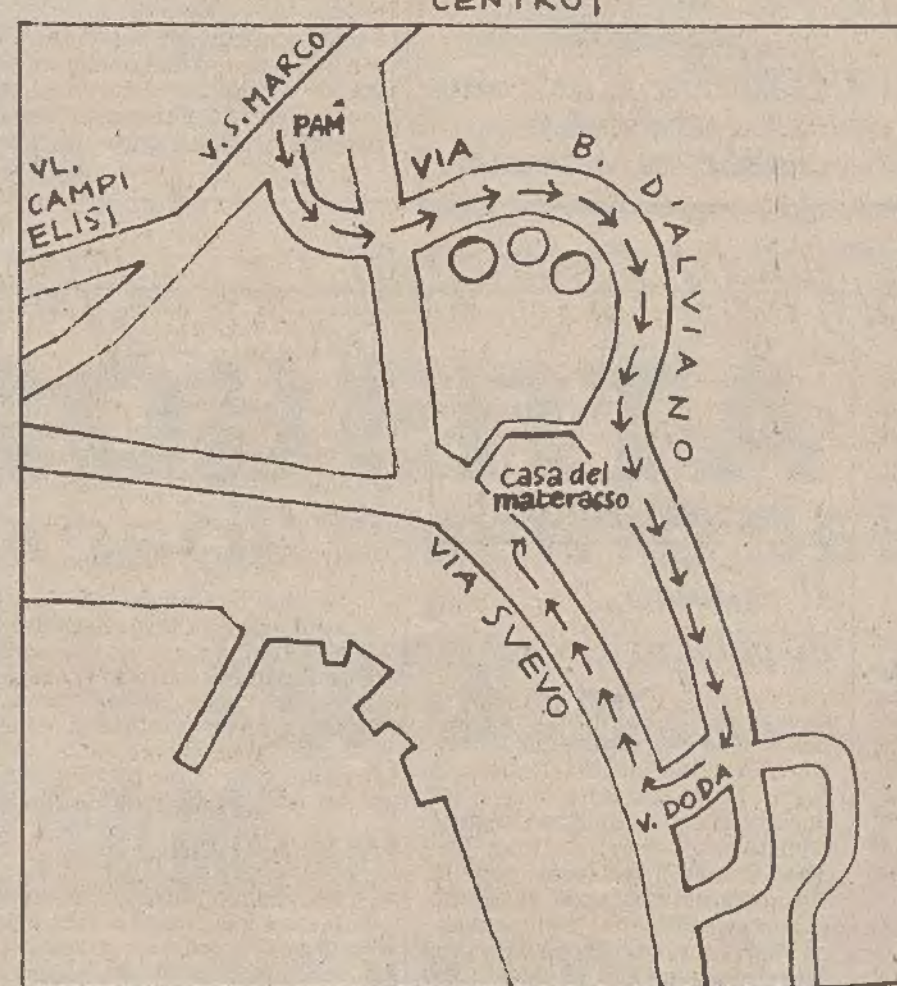 CENTRO↑
V. S. MARCO
PAM
VL.
CAMPI
ELISI
VIA B. D'ALVIANO
casa del
materasso
VIA SVEVO
V. DODA